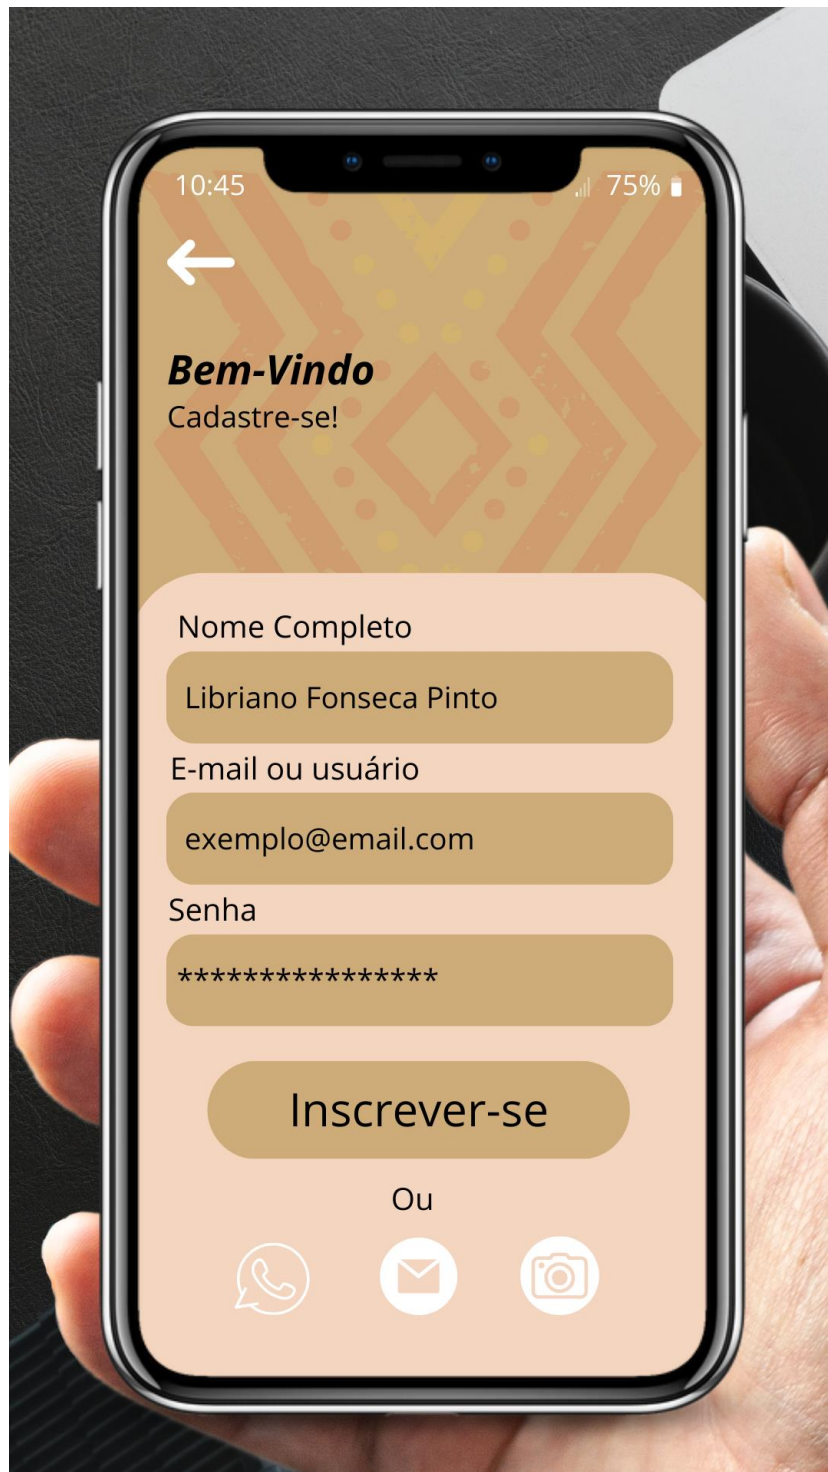 10:45
75%
Bem-Vindo
Cadastre-se!
Nome Completo
Libriano Fonseca Pinto
E-mail ou usuário
exemplo@email.com
Senha
****************
Inscrever-se
Ou